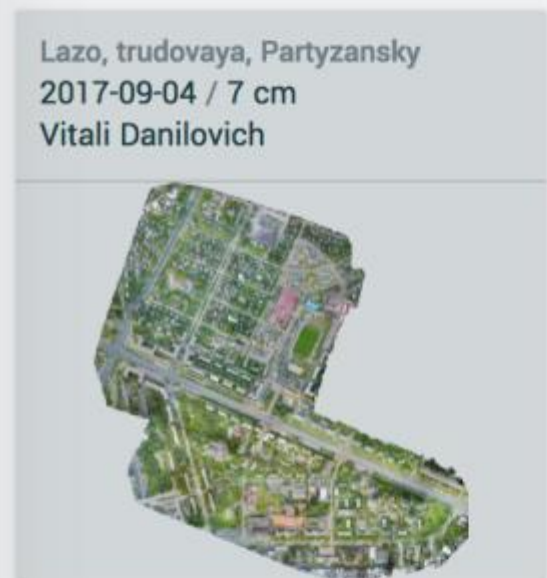 Lazo, trudovaya, Partyzansky
2017-09-04 / 7 cm
Vitali Danilovich